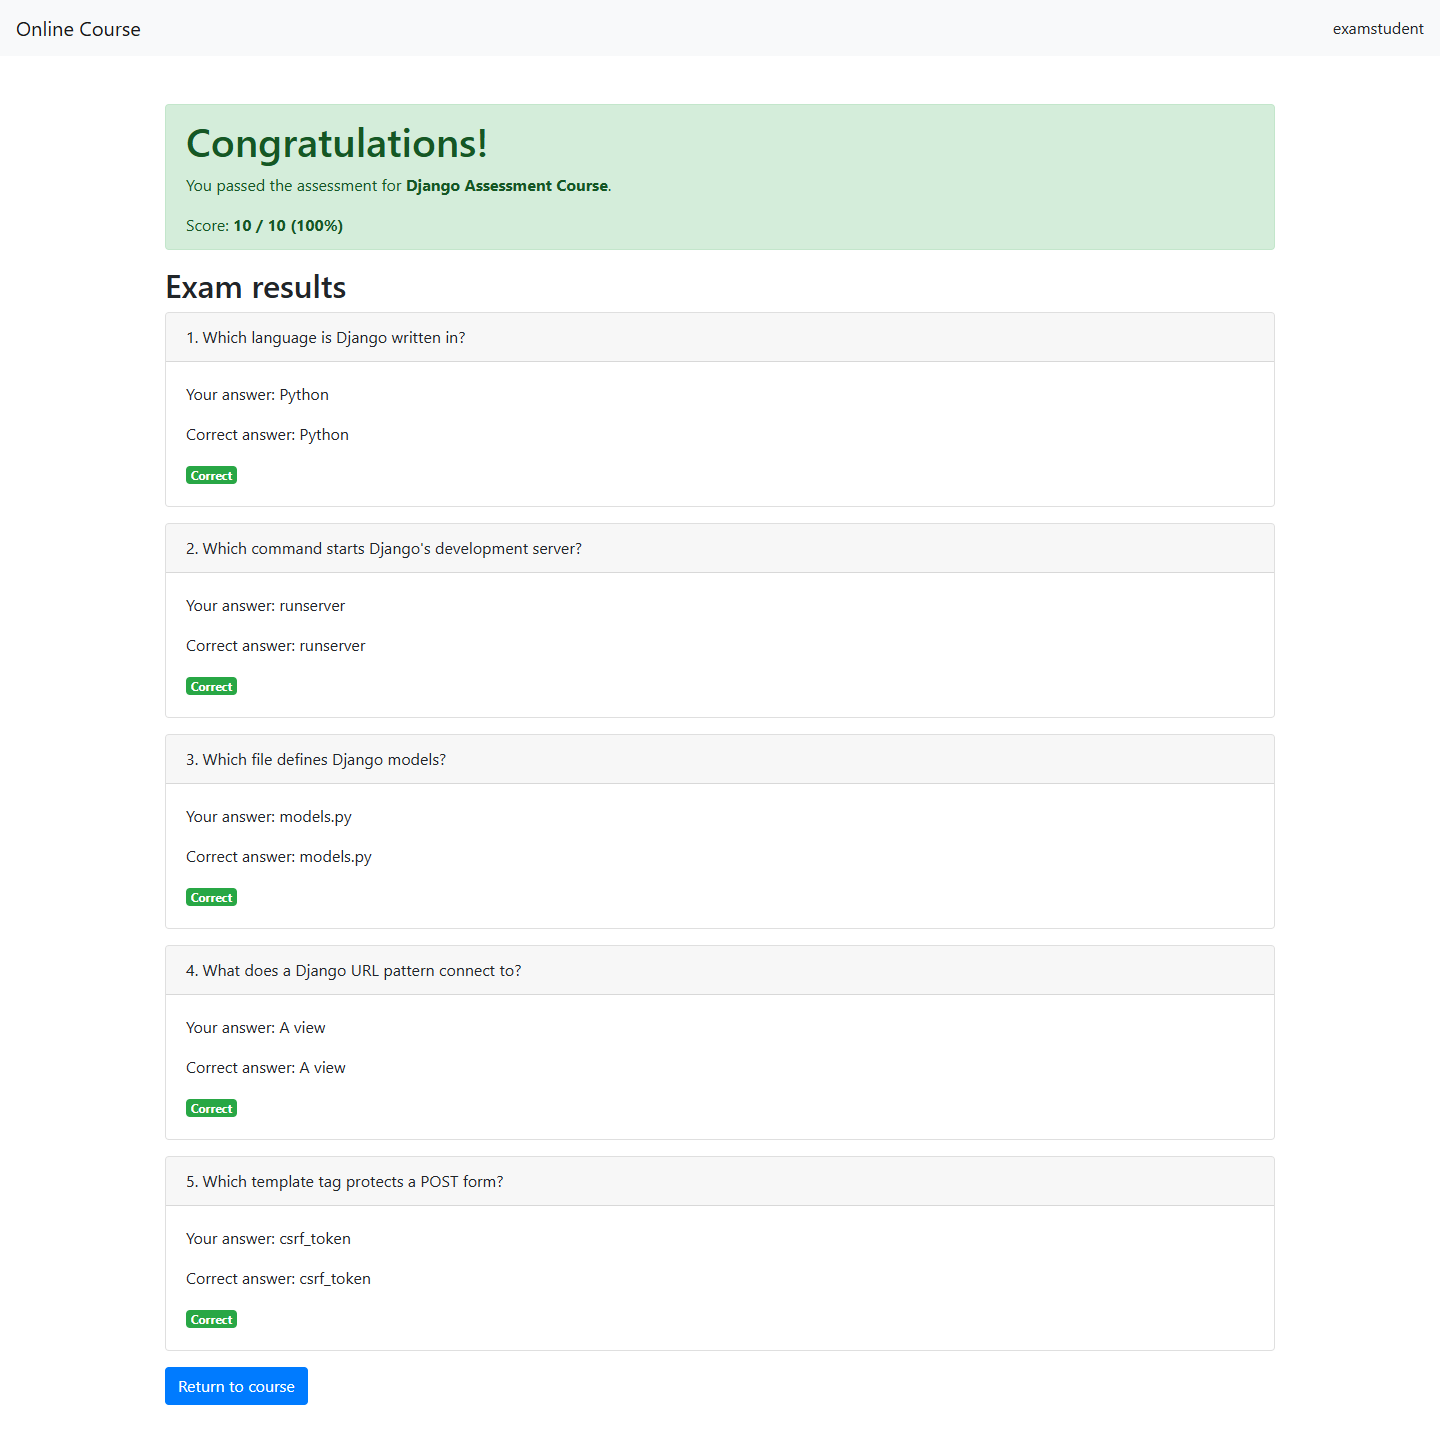 Online Course
examstudent
Congratulations!
You passed the assessment for Django Assessment Course.
Score: 10 / 10 (100%)
Exam results
1. Which language is Django written in?
Your answer: Python
Correct answer: Python
Correct
2. Which command starts Django's development server?
Your answer: runserver
Correct answer: runserver
Correct
3. Which file defines Django models?
Your answer: models.py
Correct answer: models.py
Correct
4. What does a Django URL pattern connect to?
Your answer: A view
Correct answer: A view
Correct
5. Which template tag protects a POST form?
Your answer: csrf_token
Correct answer: csrf_token
Correct
Return to course